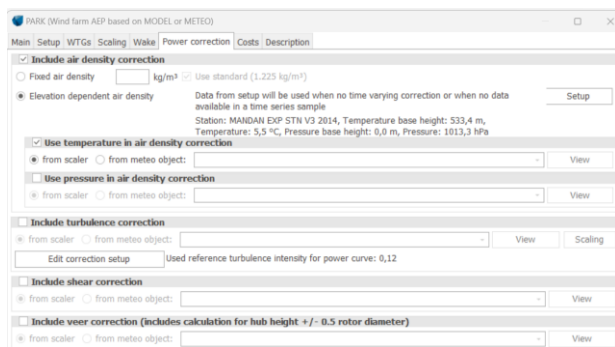 PARK (Wind farm AEP based on MODEL or METEO)
Main Setup WTGs Scaling Wake Power correction Costs Description
Include air density correction
Fixed air density kg/m³ Use standard (1.225 kg/m³)
Elevation dependent air density Data from setup will be used when no time varying correction or when no data Setup
available in a time series sample
Station: MANDAN EXP STN V3 2014, Temperature base height: 533,4 m,
Temperature: 5,5 ºC, Pressure base height: 0,0 m, Pressure: 1013,3 hPa
Use temperature in air density correction
from scaler from meteo object: View
Use pressure in air density correction
from scaler from meteo object: View
Include turbulence correction
from scaler from meteo object: View Scaling
Edit correction setup Used reference turbulence intensity for power curve: 0,12
Include shear correction
from scaler from meteo object: View
Include veer correction (includes calculation for hub height +/- 0.5 rotor diameter)
from scaler from meteo object: View